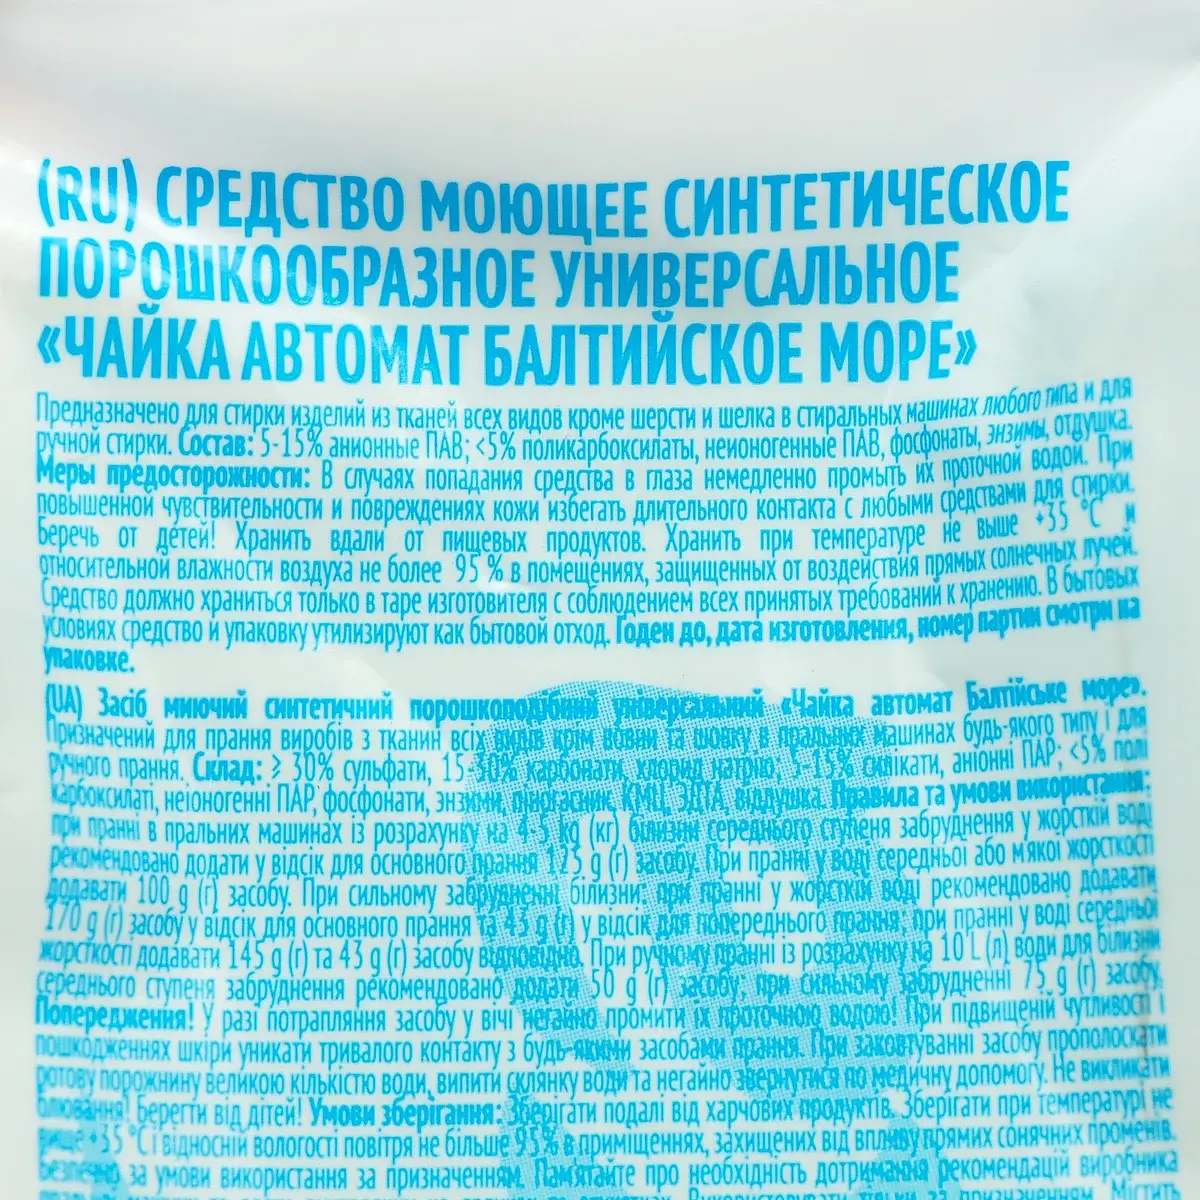 (RU) СРЕДСТВО МОЮЩЕЕ СИНТЕТИЧЕСКОЕ
ПОРОШКООБРАЗНОЕ УНИВЕРСАЛЬНОЕ
«ЧАЙКА АВТОМАТ БАЛТИЙСКОЕ МОРЕ»
Предназначено для стирки изделий из тканей всех видов кроме шерсти и шелка в стиральных машинах любого типа и для
ручной стирки. Состав: 5-15% анионные ПАВ; <5% поликарбоксилаты, неионогенные ПАВ, фосфонаты, энзимы, отдушка.
Меры предосторожности: В случаях попадания средства в глаза немедленно промыть их проточной водой. При
повышенной чувствительности и повреждениях кожи избегать длительного контакта с любыми средствами для стирки.
Беречь от детей! Хранить вдали от пищевых продуктов. Хранить при температуре не выше +35 °С и
относительной влажности воздуха не более 95 % в помещениях, защищенных от воздействия прямых солнечных лучей.
Средство должно храниться только в таре изготовителя с соблюдением всех принятых требований к хранению. В бытовых
условиях средство и упаковку утилизируют как бытовой отход. Годен до, дата изготовления, номер партии смотри на
упаковке.
(UA) Засіб миючий синтетичний порошкоподібний універсальний «Чайка автомат Балтійське море».
Призначений для прання виробів з тканин всіх видів крім вовни та шовку в пральних машинах будь-якого типу і для
ручного прання. Склад: ≥ 30% сульфати, 15-30% карбонати, хлорид натрію; 5-15% силікати, аніонні ПАР; <5% полі
карбоксилаті, неіоногенні ПАР, фосфонати, энзими, піногасник, КМЦ, ЭДТА, віддушка. Правила та умови використання:
при пранні в пральних машинах із розрахунку на 4-5 kg (кг) білизни середнього ступеня забруднення у жорсткій воді
рекомендовано додати у відсік для основного прання 125 g (г) засобу. При пранні у воді середньої або м'якої жорсткості
додавати 100 g (г) засобу. При сильному забрудненні білизни: при пранні у жорсткіх воді рекомендовано додавати
170 g (г) засобу у відсік для основного прання та 43 g (г) у відсік для попереднього прання; при пранні у воді середньої
жорсткості додавати 145 g (г) та 43 g (г) засобу відповідно. При ручному пранні із розрахунку на 10 L (л) води для білизни
середнього ступеня забруднення рекомендовано додати 50 g (г) засобу, при сильному забрудненні 75 g (г) засобу.
Попередження! У разі потрапляння засобу у вічі негайно промити їх проточною водою! При підвищеній чутливості і
пошкодженнях шкіри уникати тривалого контакту з будь-якими засобами прання. При заковтуванні засобу прополоскати
ротову порожнину великою кількістю води, випити склянку води та негайно звернутися по медичну допомогу. Не викликати
блювання! Берегти від дітей! Умови зберігання: Зберігати подалі від харчових продуктів. Зберігати при температурі не
вище +35 °С і відносній вологості повітря не більше 95% в приміщеннях, захищених від впливу прямих сонячних променів.
Безпечно за умови використання за призначенням. Пам'ятайте про необхідність дотримання рекомендацій виробника